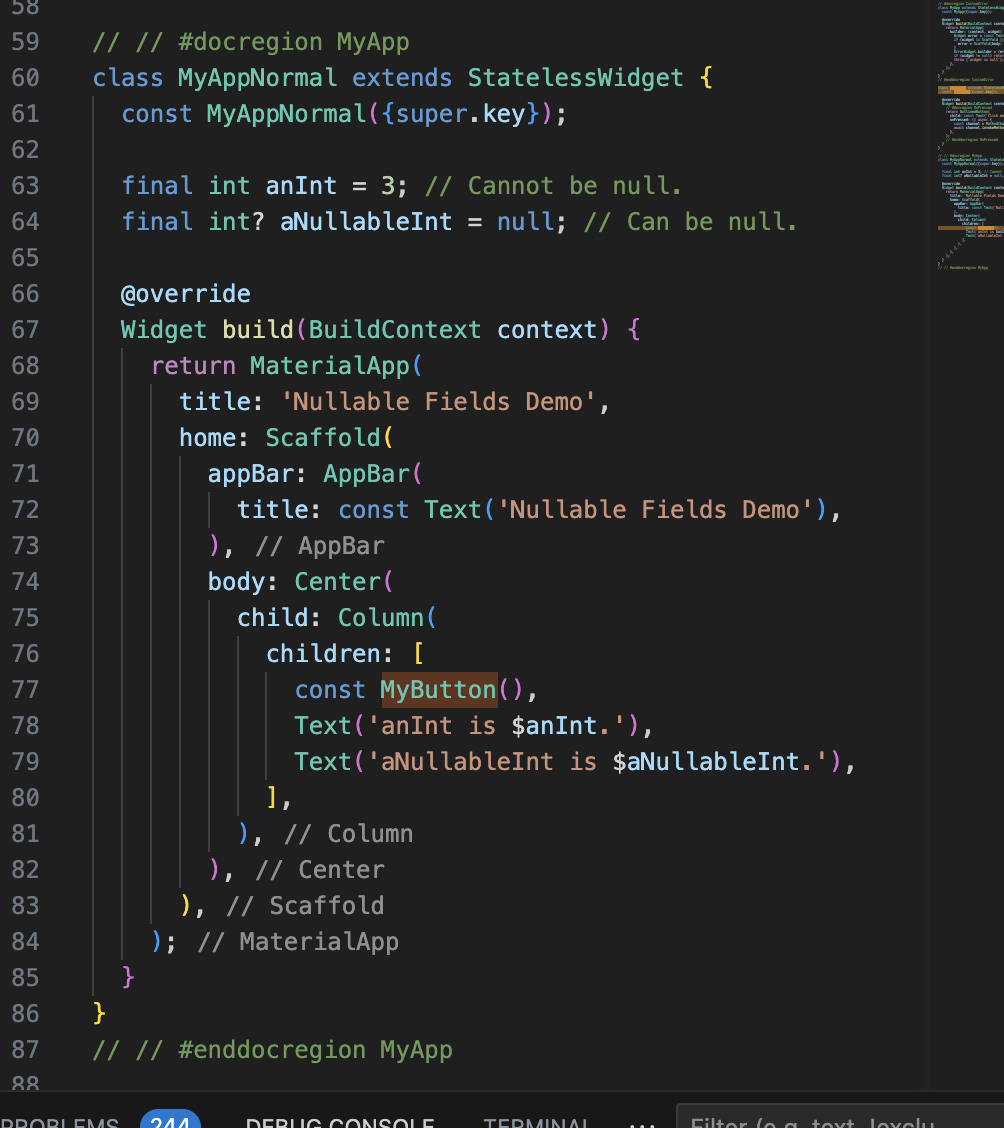 58
59 // // #docregion MyApp
60 class MyAppNormal extends StatelessWidget {
61 const MyAppNormal({super.key});
62
63 final int anInt = 3; // Cannot be null.
64 final int? aNullableInt = null; // Can be null.
65
66 @override
67 Widget build(BuildContext context) {
68 return MaterialApp(
69 title: 'Nullable Fields Demo',
70 home: Scaffold(
71 appBar: AppBar(
72 title: const Text('Nullable Fields Demo'),
73 ), // AppBar
74 body: Center(
75 child: Column(
76 children: [
77 const MyButton(),
78 Text('anInt is $anInt.'),
79 Text('aNullableInt is $aNullableInt.'),
80 ],
81 ), // Column
82 ), // Center
83 ), // Scaffold
84 ); // MaterialApp
85 }
86 }
87 // // #enddocregion MyApp
88
PROBLEMS 244 DEBUG CONSOLE TERMINAL ... Filter (e.g. text, !exclu